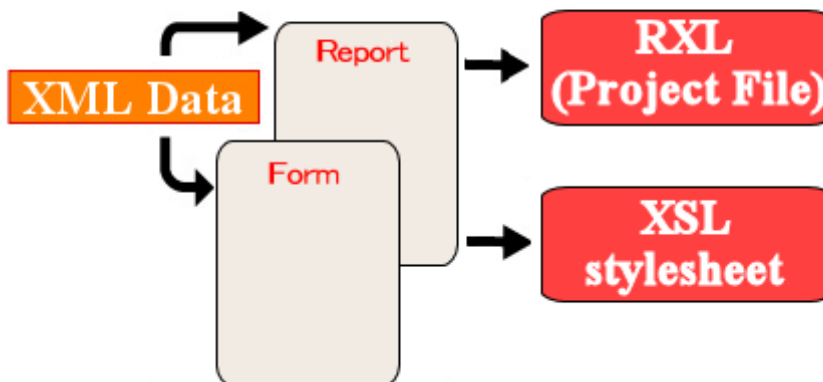 XML Data
Report
Form
RXL
(Project File)
XSL
stylesheet